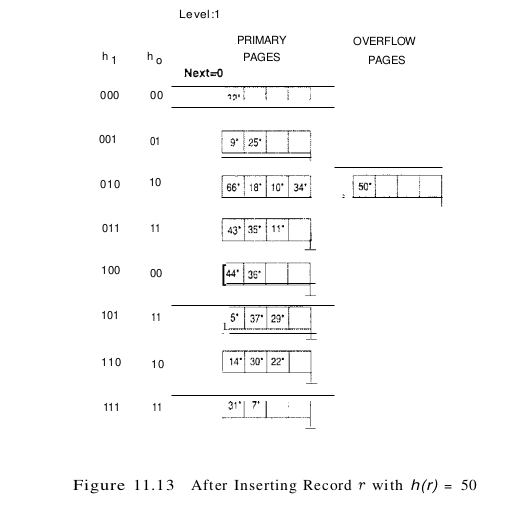 Level:1
PRIMARY OVERFLOW
h1 h0 PAGES PAGES
Next=0
000 00 32*
001 01 9* 25*
010 10 66* 18* 10* 34* 50*
011 11 43* 35* 11*
100 00 44* 36*
101 11 5* 37* 29*
110 10 14* 30* 22*
111 11 31* 7*
Figure 11.13 After Inserting Record r with h(r) = 50